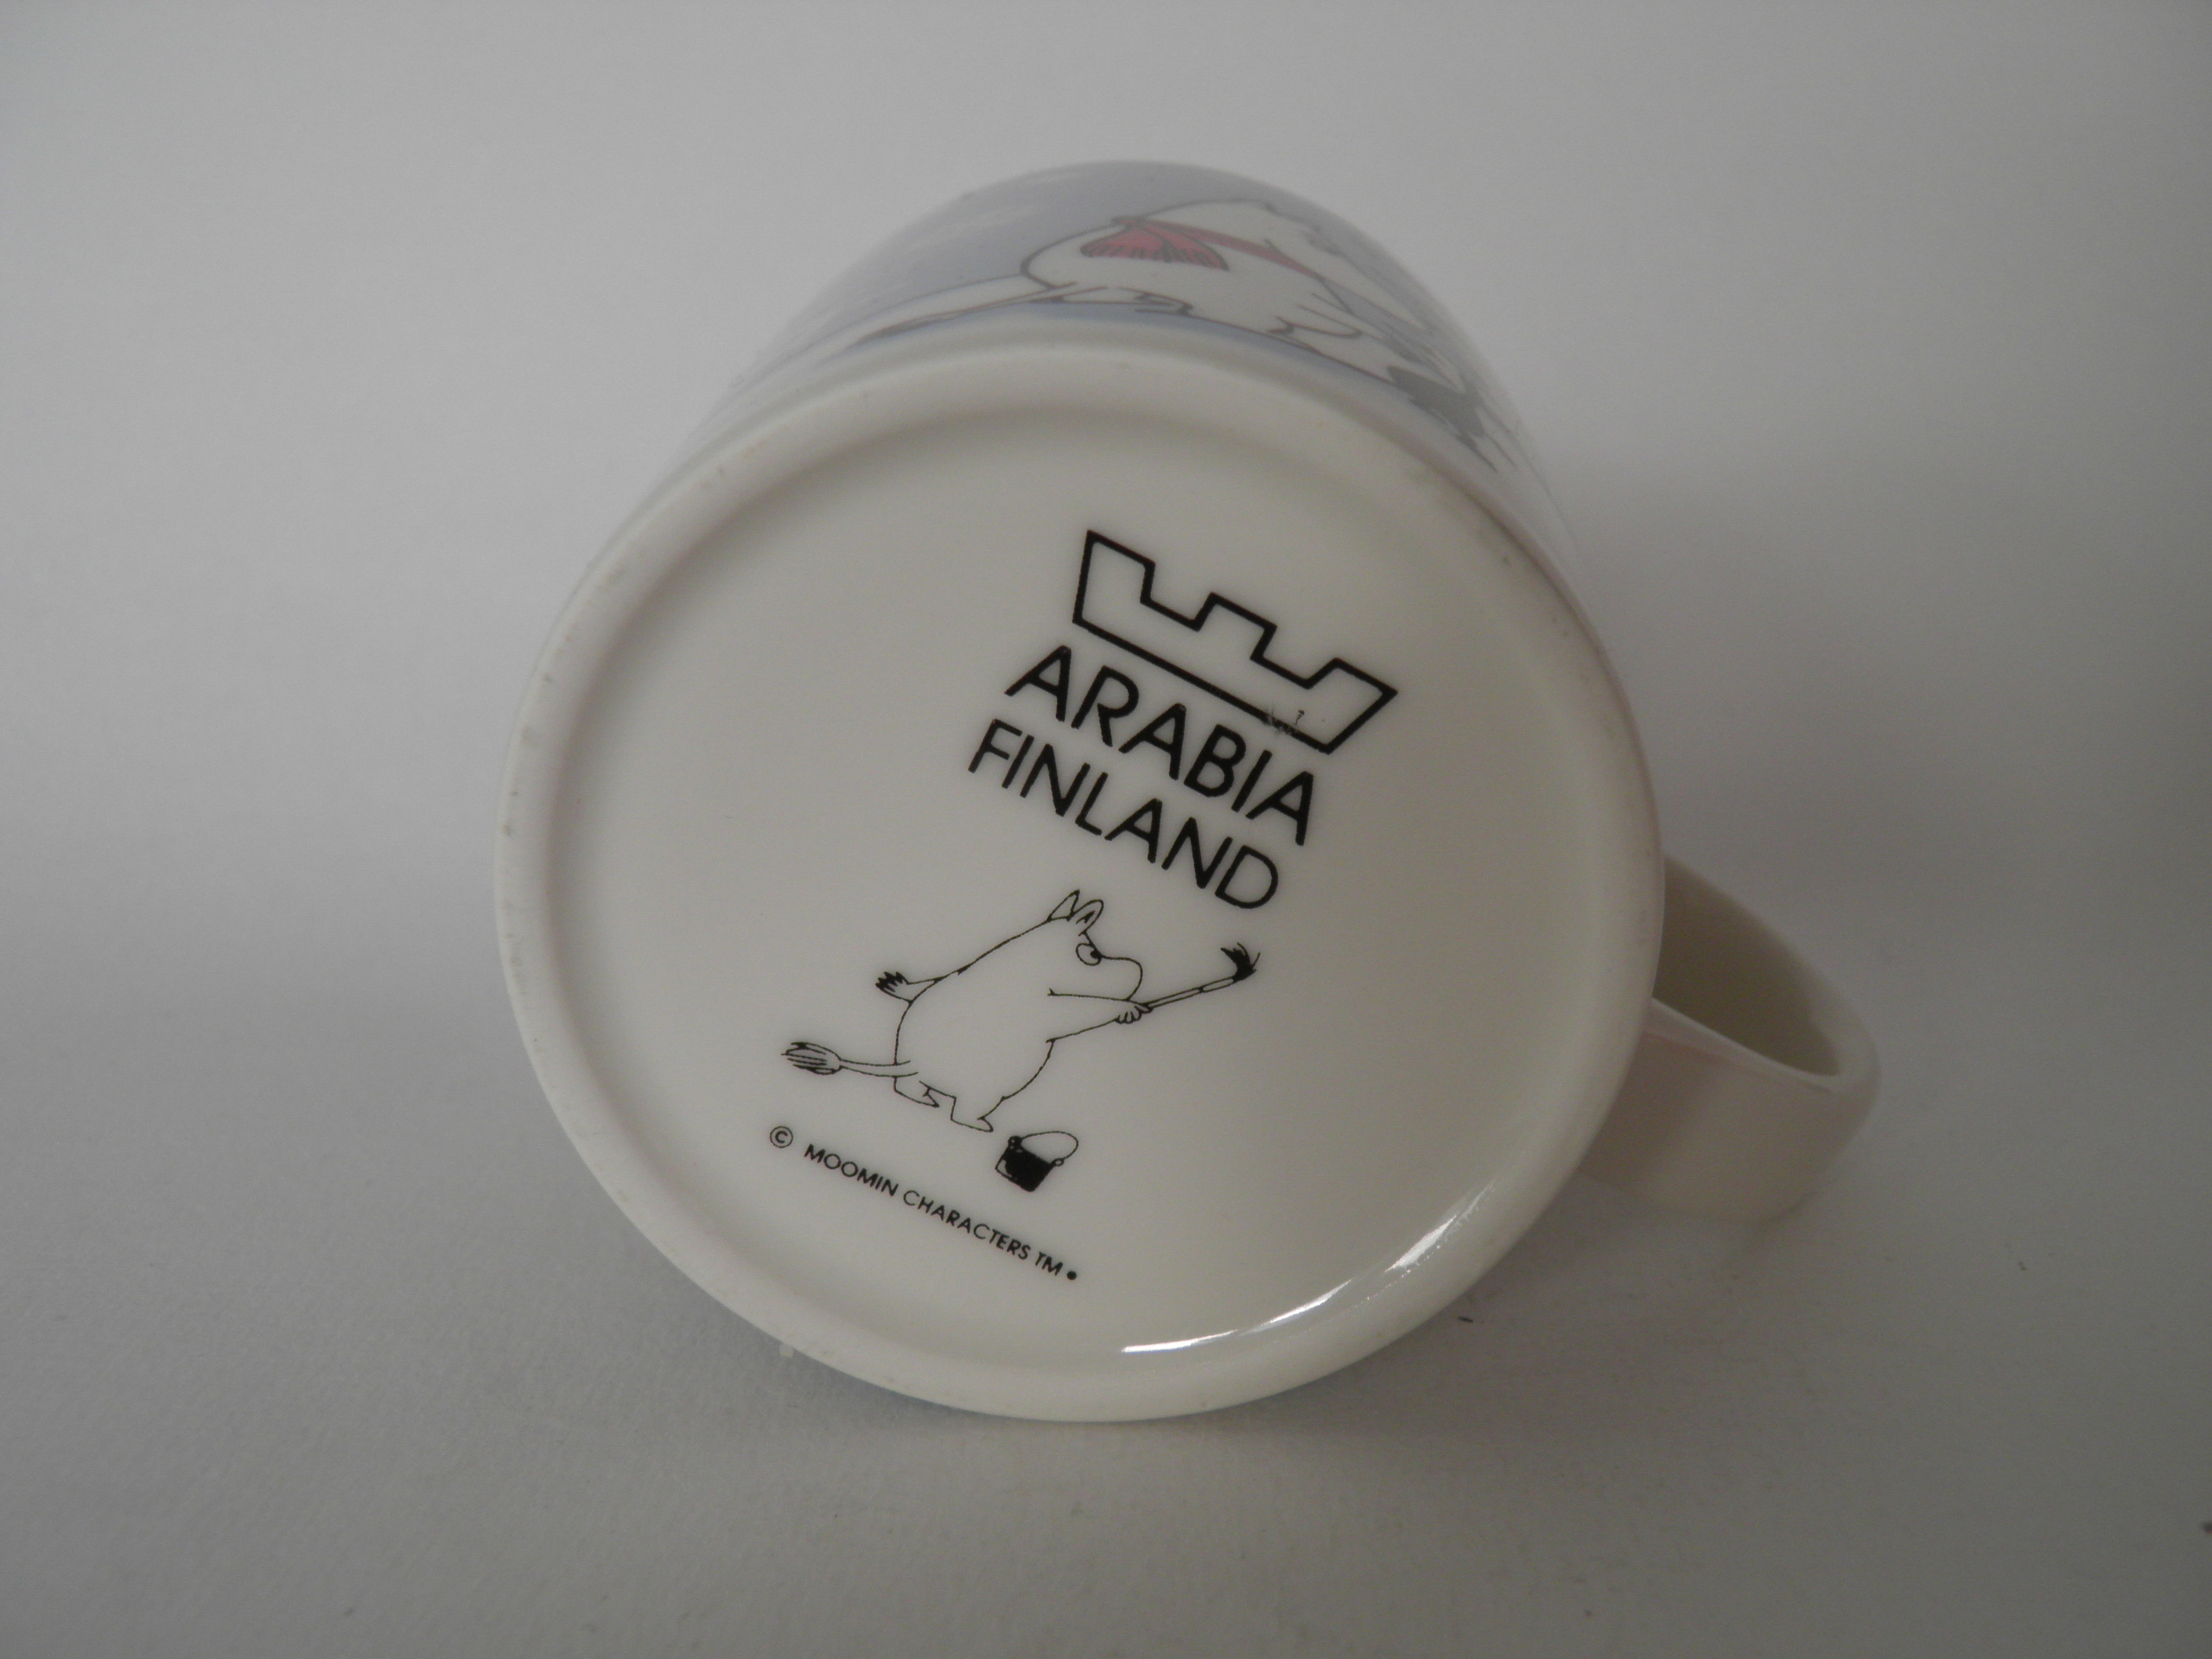 ARABIA
FINLAND
© MOOMIN CHARACTERS TM •